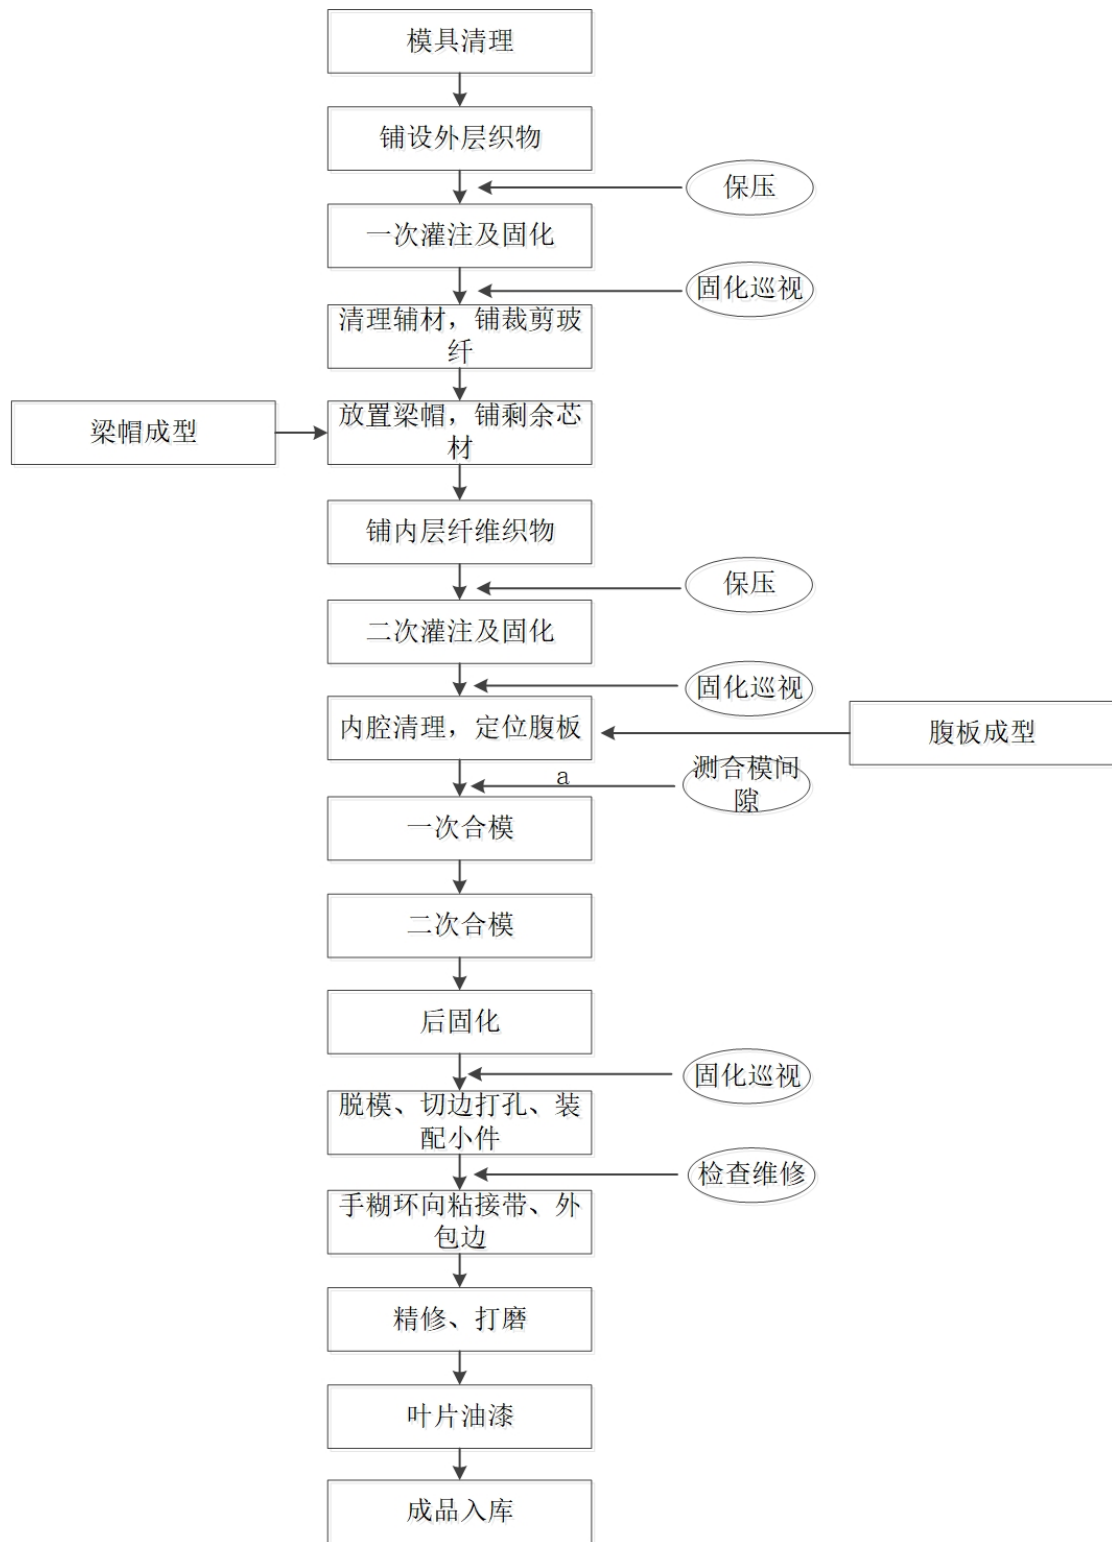 模具清理
铺设外层织物
保压
一次灌注及固化
固化巡视
清理辅材，铺裁剪玻
纤
梁帽成型
放置梁帽，铺剩余芯
材
铺内层纤维织物
保压
二次灌注及固化
固化巡视
内腔清理，定位腹板
腹板成型
a
测合模间
隙
一次合模
二次合模
后固化
固化巡视
脱模、切边打孔、装
配小件
检查维修
手糊环向粘接带、外
包边
精修、打磨
叶片油漆
成品入库